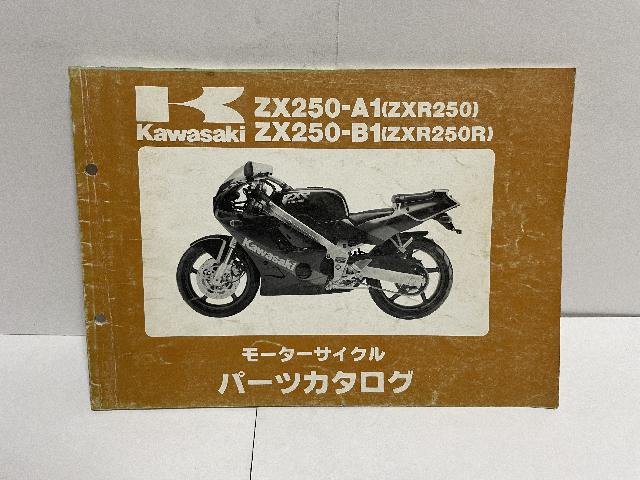 ZX250-A1(ZXR250)
Kawasaki ZX250-B1(ZXR250R)
Kawasaki
モーターサイクル
パーツカタログ